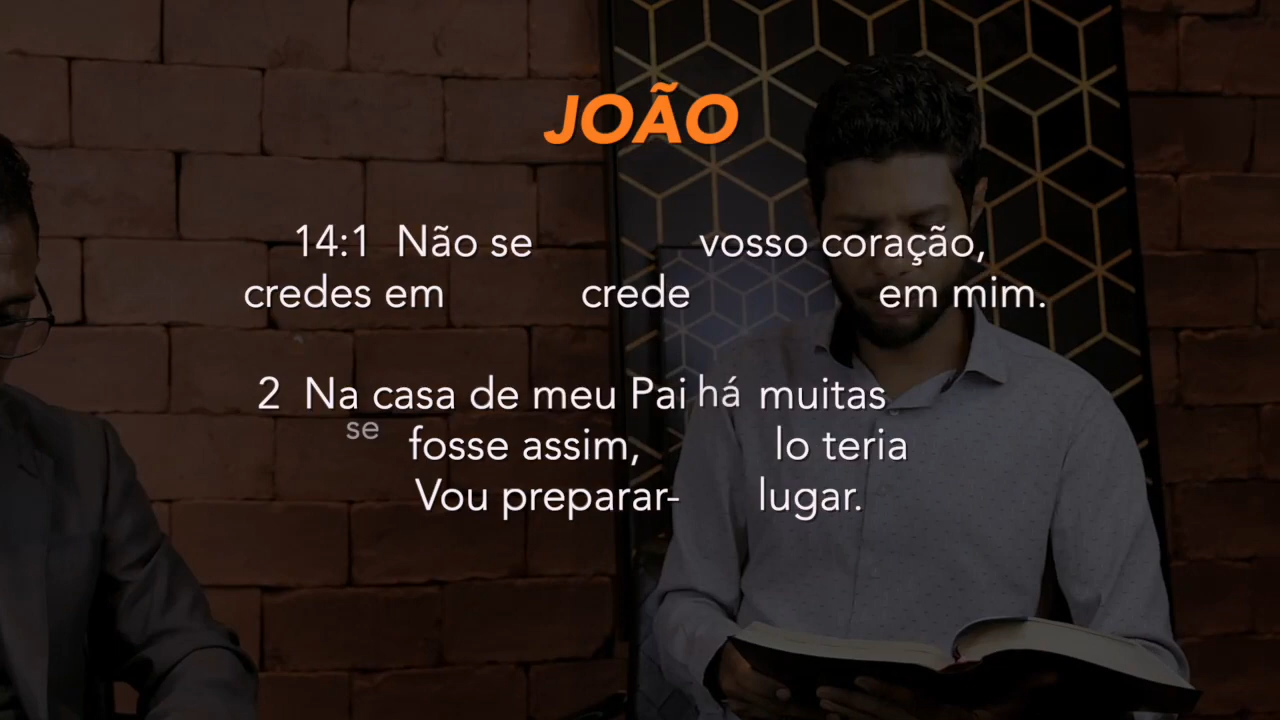 JOÃO
14:1 Não se vosso coração,
credes em crede em mim.
2 Na casa de meu Pai há muitas
se fosse assim, lo teria
Vou preparar- lugar.